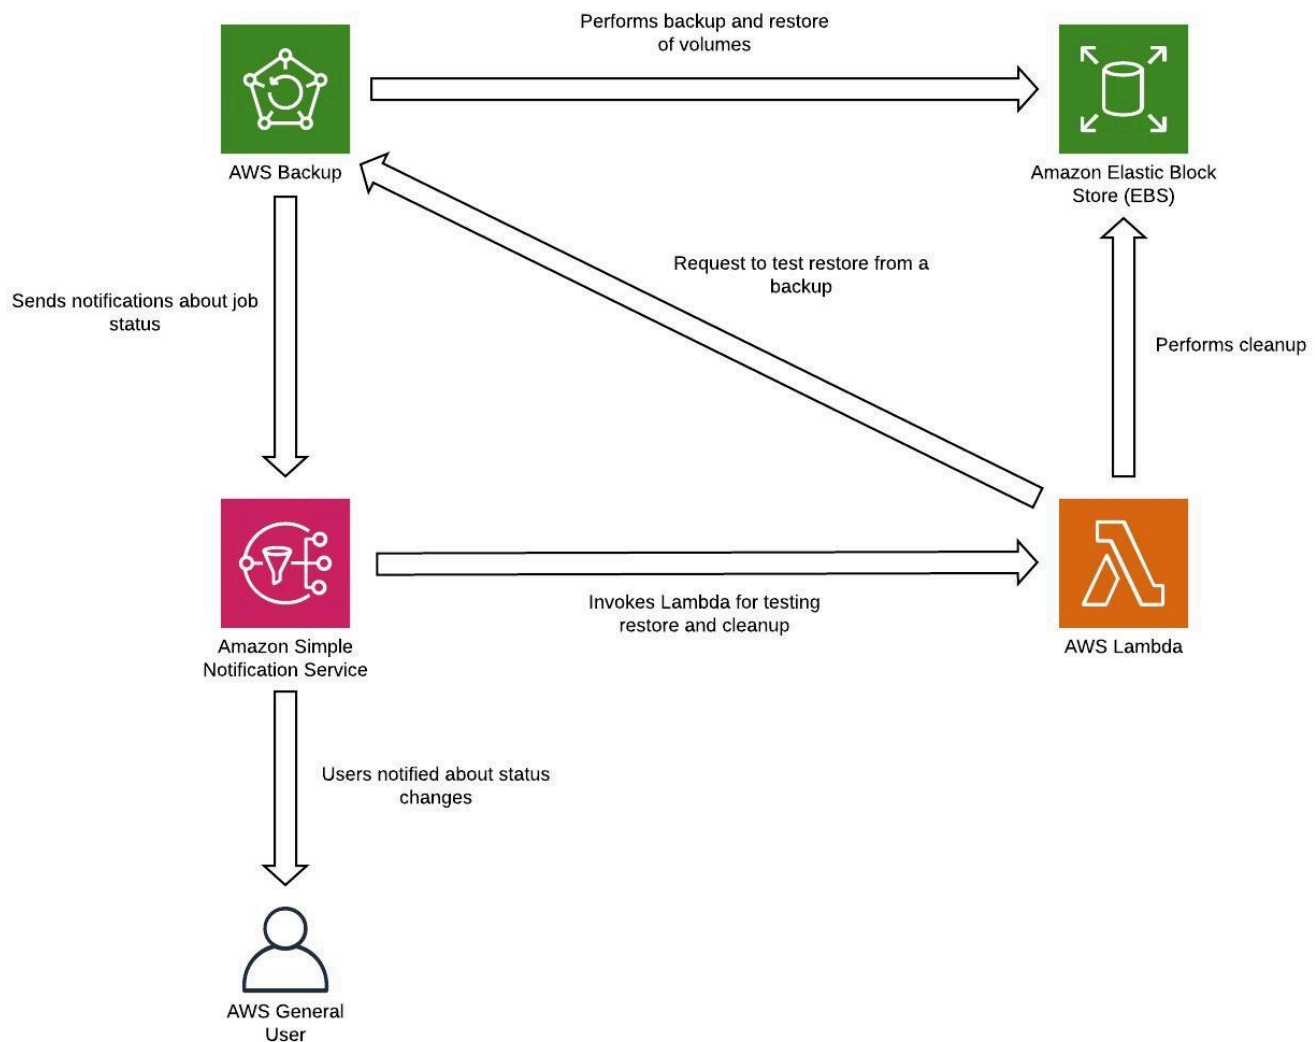 Performs backup and restore
of volumes
AWS Backup
Amazon Elastic Block
Store (EBS)
Request to test restore from a
backup
Sends notifications about job
status
Performs cleanup
Invokes Lambda for testing
restore and cleanup
Amazon Simple
Notification Service
AWS Lambda
Users notified about status
changes
AWS General
User